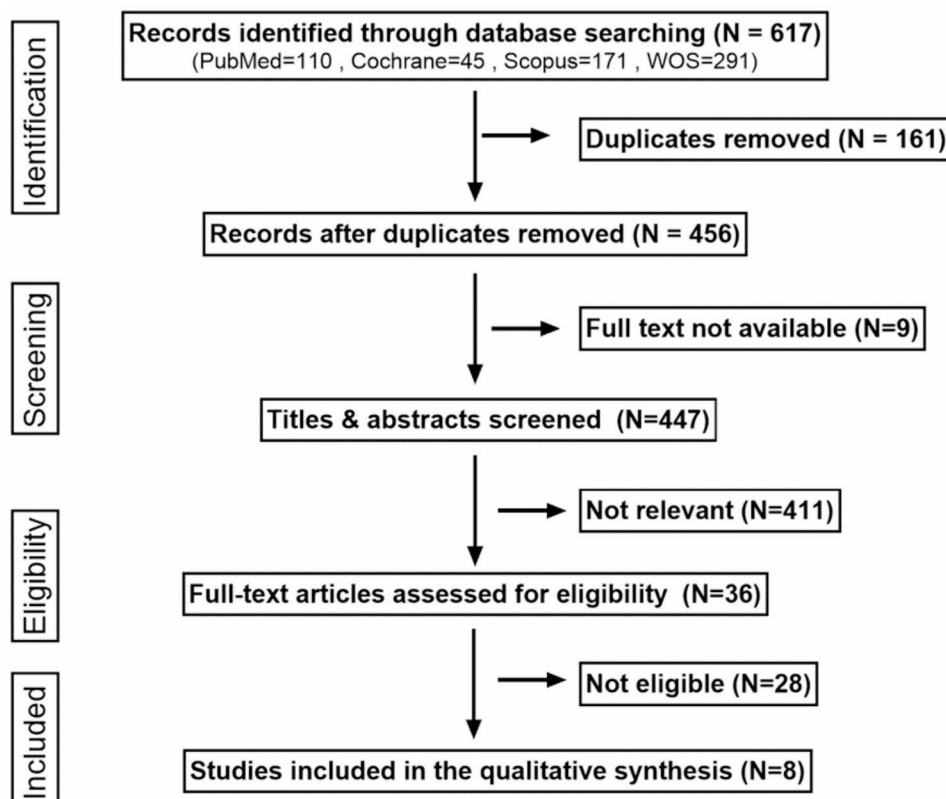 Identification
Records identified through database searching (N = 617)
(PubMed=110 , Cochrane=45 , Scopus=171 , WOS=291)
Duplicates removed (N = 161)
Records after duplicates removed (N = 456)
Screening
Full text not available (N=9)
Titles & abstracts screened (N=447)
Eligibility
Not relevant (N=411)
Full-text articles assessed for eligibility (N=36)
Included
Not eligible (N=28)
Studies included in the qualitative synthesis (N=8)